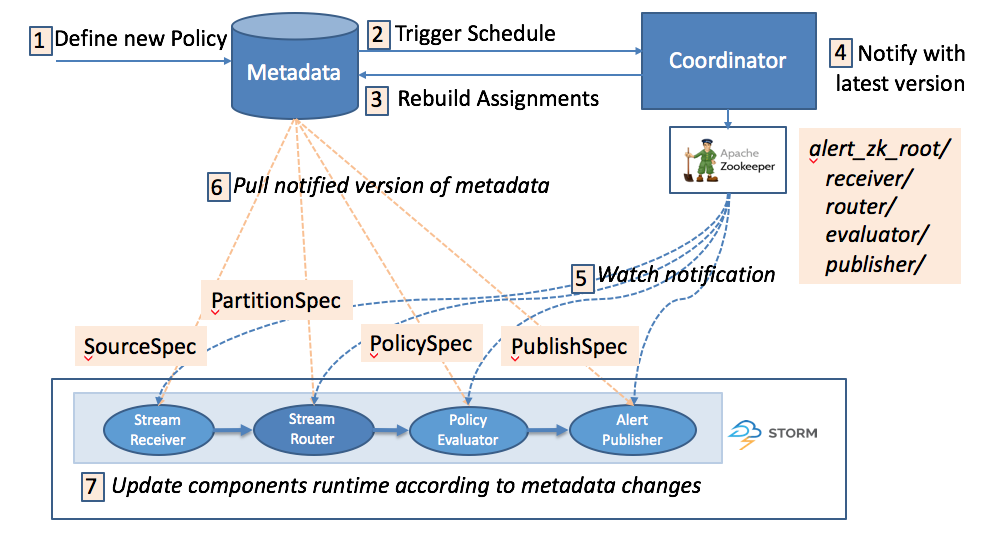 1 Define new Policy
Metadata
2 Trigger Schedule
3 Rebuild Assignments
Coordinator
4 Notify with
latest version
Apache
Zookeeper
alert_zk_root/
receiver/
router/
evaluator/
publisher/
6 Pull notified version of metadata
5 Watch notification
PartitionSpec
SourceSpec
PolicySpec
PublishSpec
Stream
Receiver
Stream
Router
Policy
Evaluator
Alert
Publisher
STORM
7 Update components runtime according to metadata changes